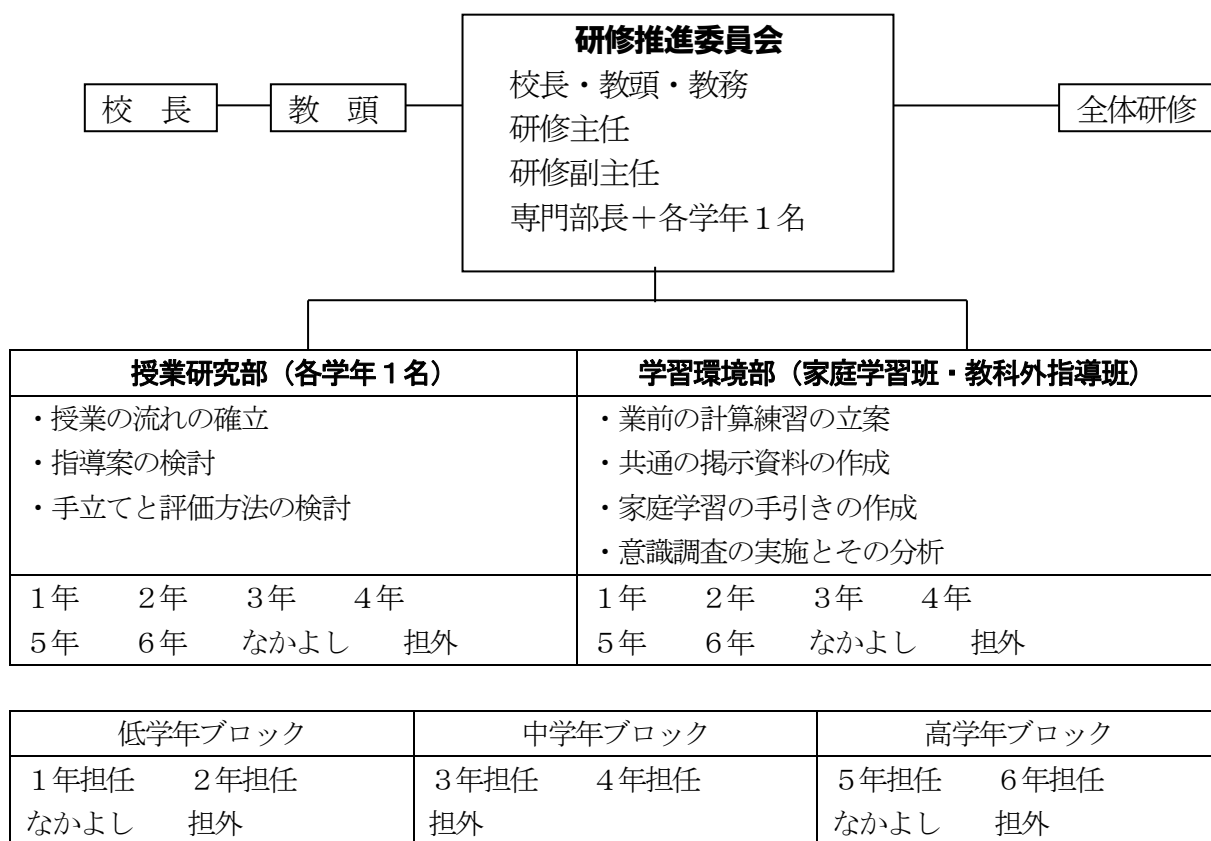 研修推進委員会
校長・教頭・教務
研修主任
研修副主任
専門部長＋各学年１名
校　長
教　頭
全体研修
授業研究部（各学年１名）
・授業の流れの確立
・指導案の検討
・手立てと評価方法の検討
１年　　２年　　３年　　４年
５年　　６年　　なかよし　　担外
学習環境部（家庭学習班・教科外指導班）
・業前の計算練習の立案
・共通の掲示資料の作成
・家庭学習の手引きの作成
・意識調査の実施とその分析
１年　　２年　　３年　　４年
５年　　６年　　なかよし　　担外
低学年ブロック
１年担任　　２年担任
なかよし　　担外
中学年ブロック
３年担任　　４年担任
担外
高学年ブロック
５年担任　　６年担任
なかよし　　担外